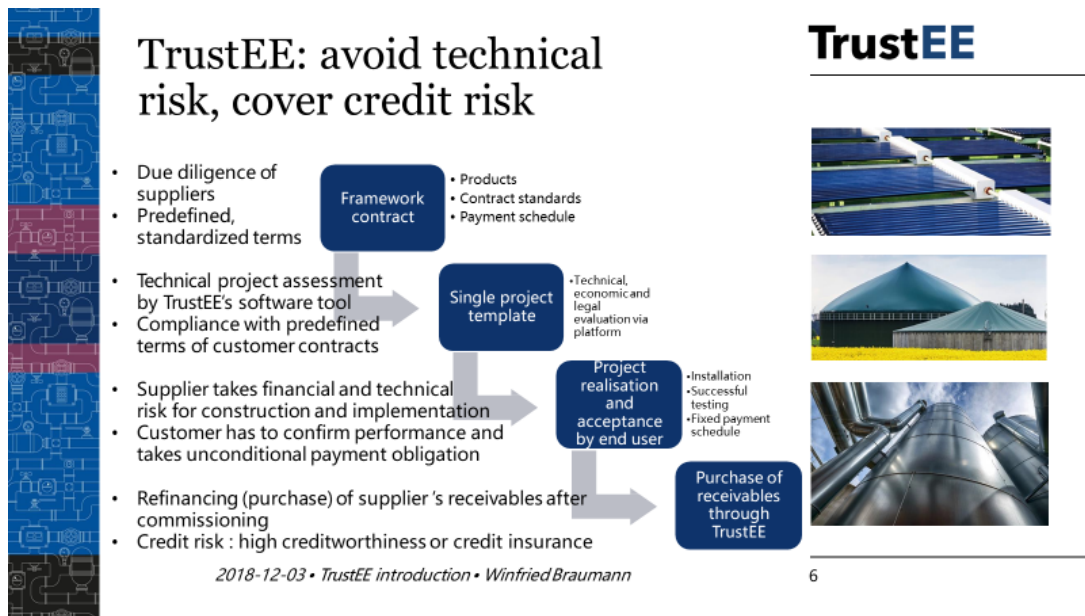 TrustEE: avoid technical
risk, cover credit risk
TrustEE
• Due diligence of
suppliers
• Predefined,
standardized terms
Framework
contract
• Products
• Contract standards
• Payment schedule
• Technical project assessment
by TrustEE's software tool
• Compliance with predefined
terms of customer contracts
Single project
template
•Technical,
economic and
legal
evaluation via
platform
• Supplier takes financial and technical
risk for construction and implementation
• Customer has to confirm performance and
takes unconditional payment obligation
Project
realisation
and
acceptance
by end user
•Installation
•Successful
testing
•Fixed payment
schedule
• Refinancing (purchase) of supplier 's receivables after
commissioning
• Credit risk : high creditworthiness or credit insurance
Purchase of
receivables
through
TrustEE
2018-12-03 • TrustEE introduction • Winfried Braumann
6